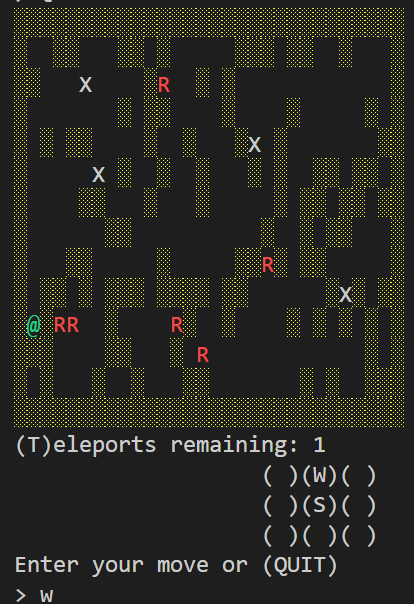 X R
X
X
R
X
@ RR R
R
(T)eleports remaining: 1
( )(W)( )
( )(S)( )
( )( )( )
Enter your move or (QUIT)
> w